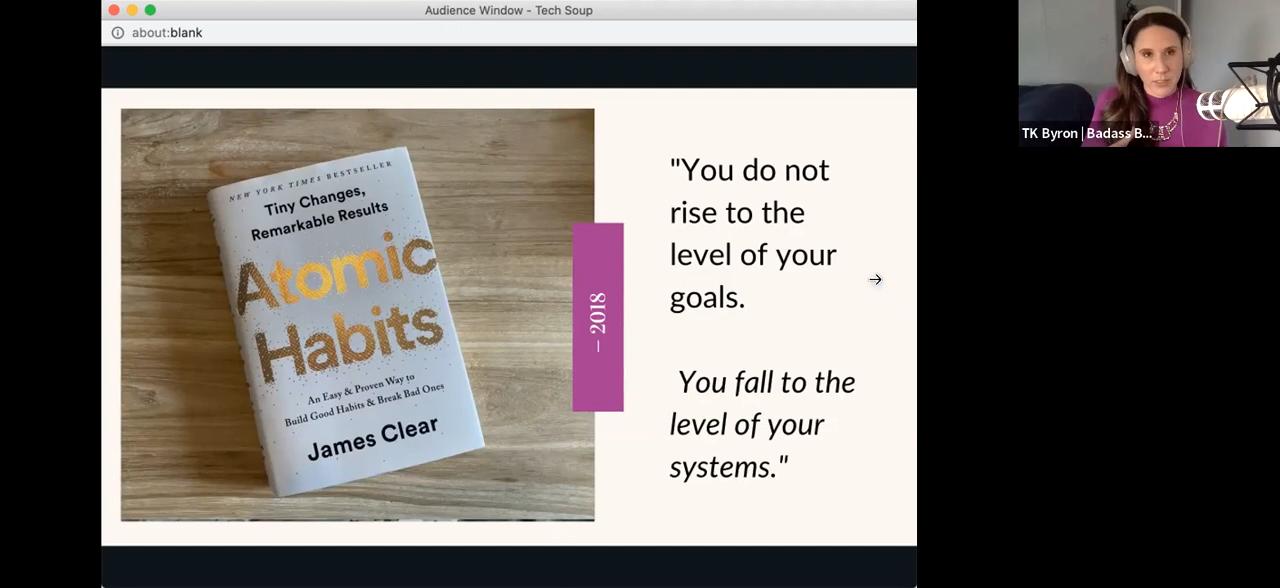 Audience Window - Tech Soup
about:blank
NEW YORK TIMES BESTSELLER
Tiny Changes,
Remarkable Results
Atomic
Habits
An Easy & Proven Way to
Build Good Habits & Break Bad Ones
James Clear
– 2018
"You do not
rise to the
level of your
goals.
You fall to the
level of your
systems."
TK Byron | Badass B...